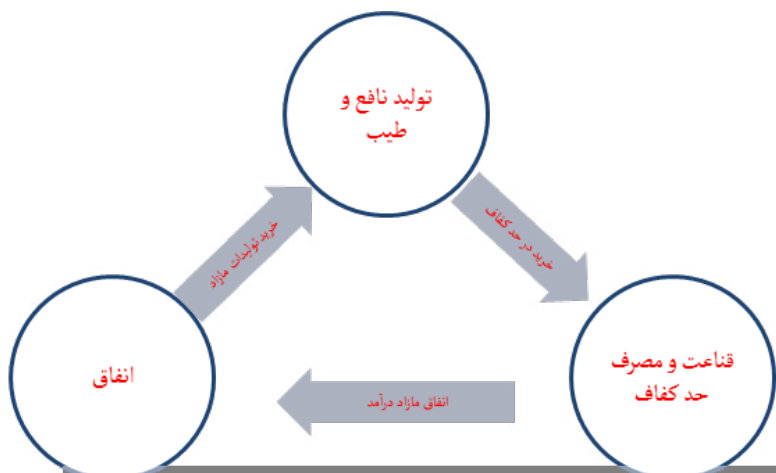 تولید نافع و
طیب
خرید در حد کفاف
خرید تولیدات مازاد
قناعت و مصرف
حد کفاف
انفاق مازاد درآمد
انفاق